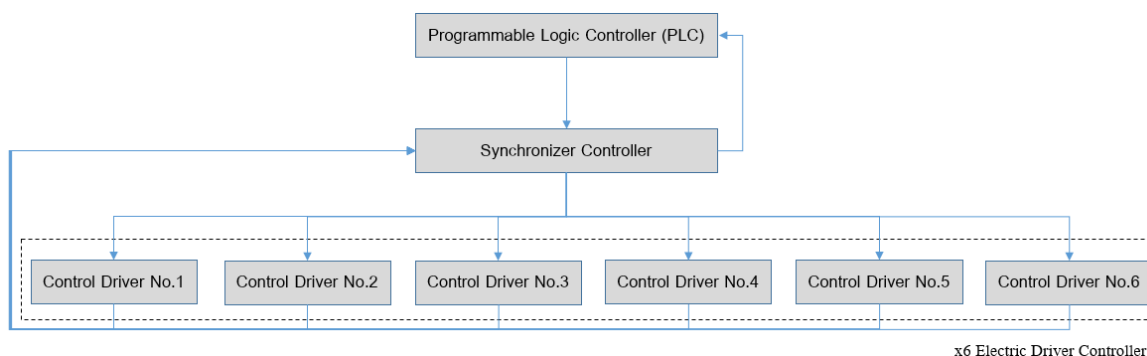 Programmable Logic Controller (PLC)
Synchronizer Controller
Control Driver No.1
Control Driver No.2
Control Driver No.3
Control Driver No.4
Control Driver No.5
Control Driver No.6
x6 Electric Driver Controller